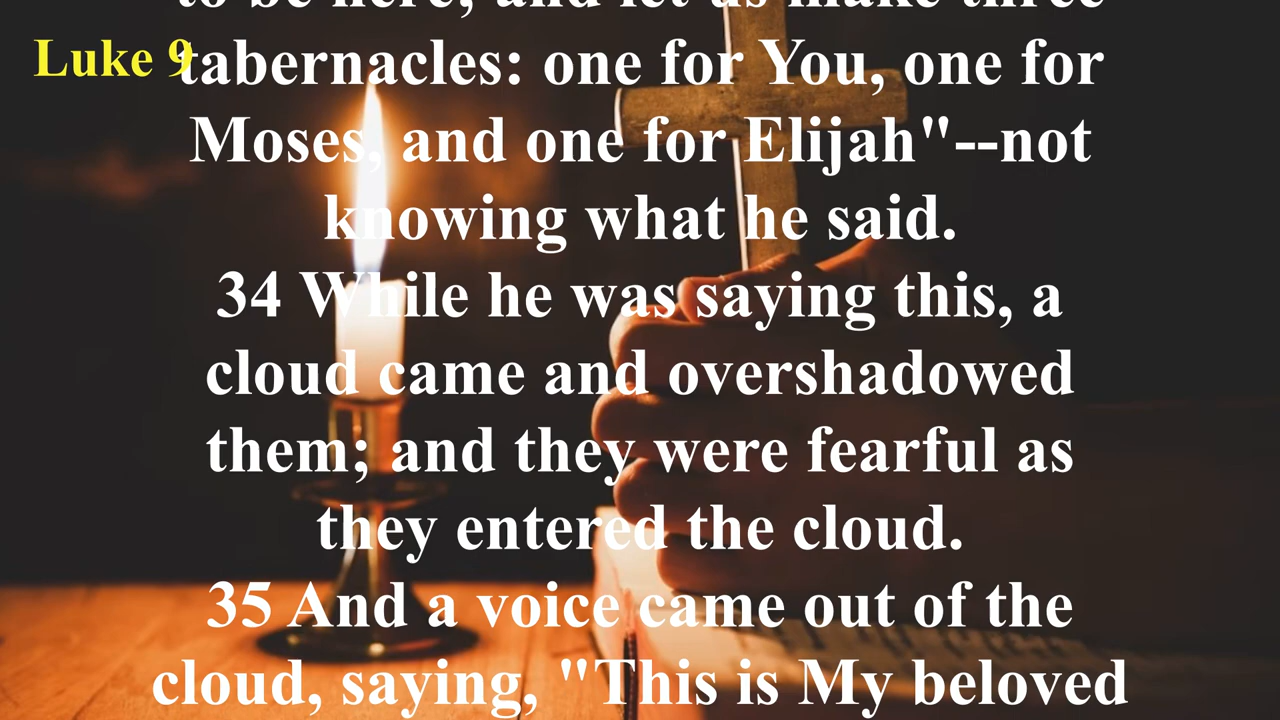 to be here, and let us make three
Luke 9
tabernacles: one for You, one for
Moses, and one for Elijah"--not
knowing what he said.
34 While he was saying this, a
cloud came and overshadowed
them; and they were fearful as
they entered the cloud.
35 And a voice came out of the
cloud, saying, "This is My beloved